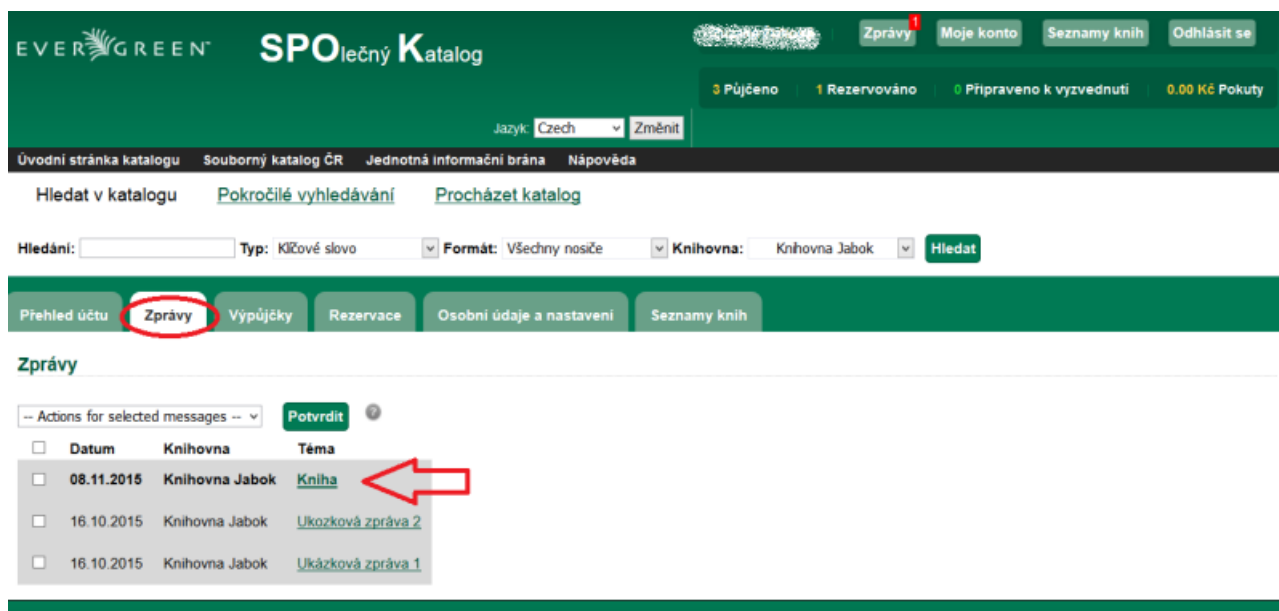 EVERGREEN SPOlečný Katalog
Zprávy 1 Moje konto Seznamy knih Odhlásit se
3 Půjčeno 1 Rezervováno 0 Připraveno k vyzvednutí 0.00 Kč Pokuty
Jazyk: Czech Změnit
Úvodní stránka katalogu Souborný katalog ČR Jednotná informační brána Nápověda
Hledat v katalogu Pokročilé vyhledávání Procházet katalog
Hledání: Typ: Klíčové slovo Formát: Všechny nosiče Knihovna: Knihovna Jabok Hledat
Přehled účtu Zprávy Výpůjčky Rezervace Osobní údaje a nastavení Seznamy knih
Zprávy
-- Actions for selected messages -- Potvrdit ?
Datum Knihovna Téma
08.11.2015 Knihovna Jabok Kniha
16.10.2015 Knihovna Jabok Ukozková zpráva 2
16.10.2015 Knihovna Jabok Ukázková zpráva 1